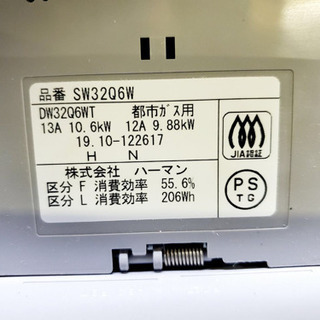 品番 SW32Q6W
DW32Q6WT 都市ガス用
13A 10.6kW 12A 9.88kW
19.10-122617
H N
JIA認証
株式会社 ハーマン
区分 F 消費効率 55.6%
区分 L 消費効率 206Wh
PS
TG